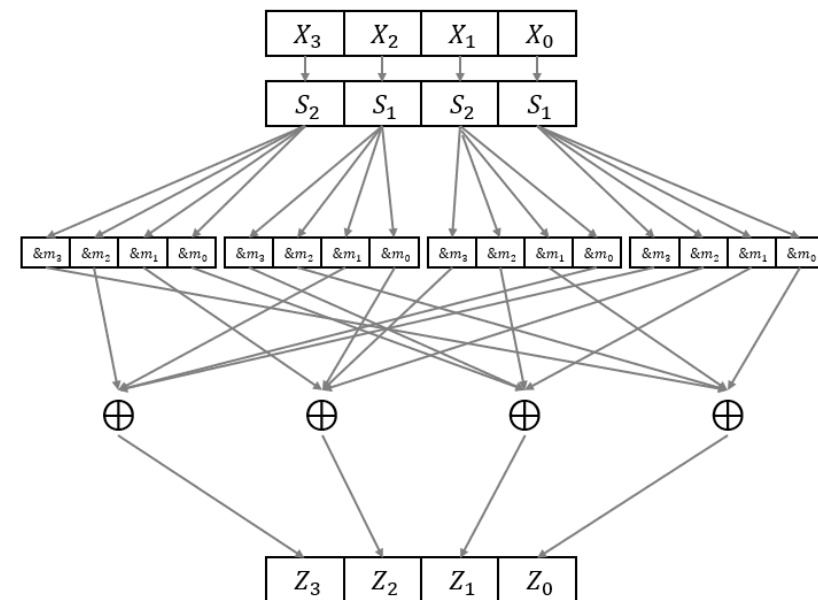 X₃ X₂ X₁ X₀
S₂ S₁ S₂ S₁
&m₃ &m₂ &m₁ &m₀ &m₃ &m₂ &m₁ &m₀ &m₃ &m₂ &m₁ &m₀ &m₃ &m₂ &m₁ &m₀
⊕ ⊕ ⊕ ⊕
Z₃ Z₂ Z₁ Z₀